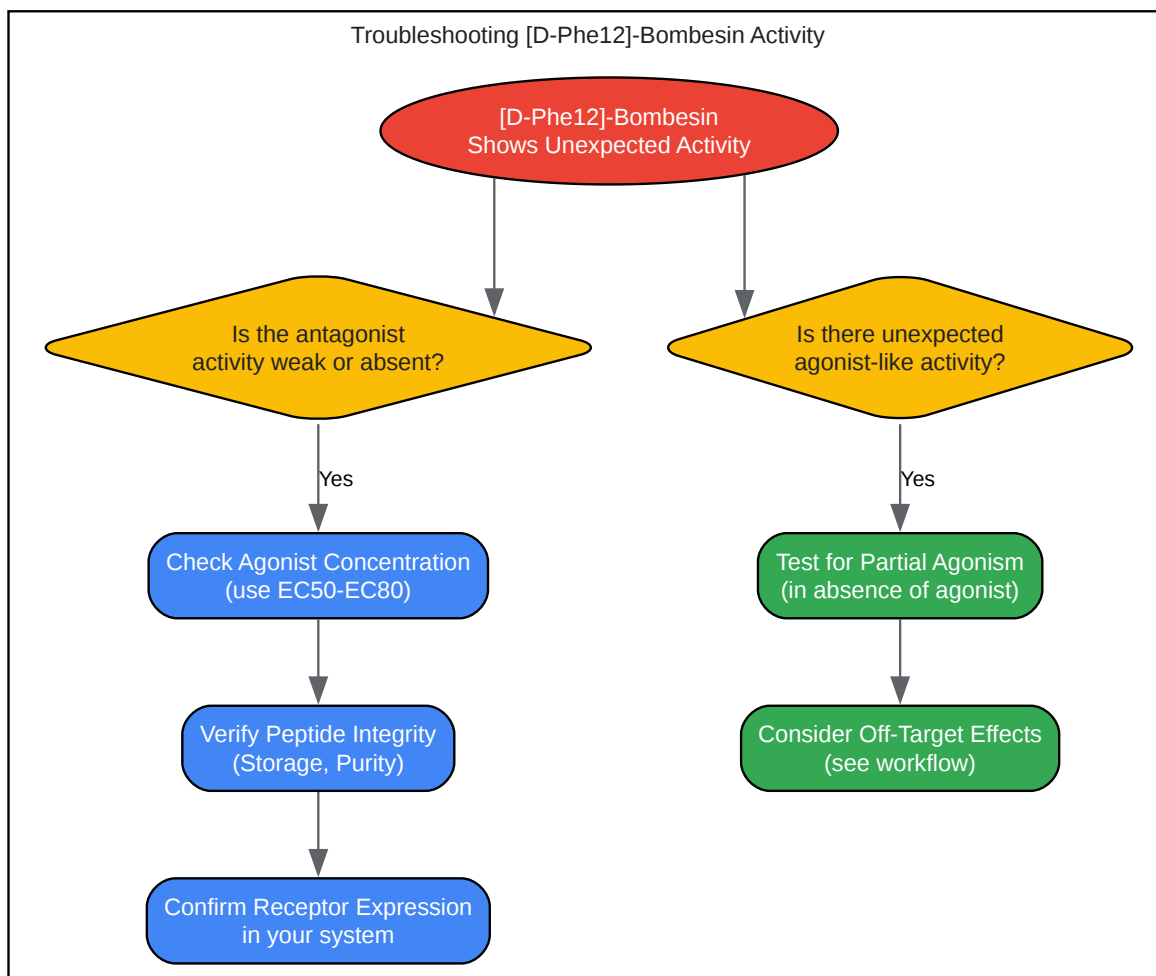 Troubleshooting [D-Phe12]-Bombesin Activity
[D-Phe12]-Bombesin
Shows Unexpected Activity
Is the antagonist
activity weak or absent?
Is there unexpected
agonist-like activity?
Yes
Yes
Check Agonist Concentration
(use EC50-EC80)
Test for Partial Agonism
(in absence of agonist)
Verify Peptide Integrity
(Storage, Purity)
Consider Off-Target Effects
(see workflow)
Confirm Receptor Expression
in your system